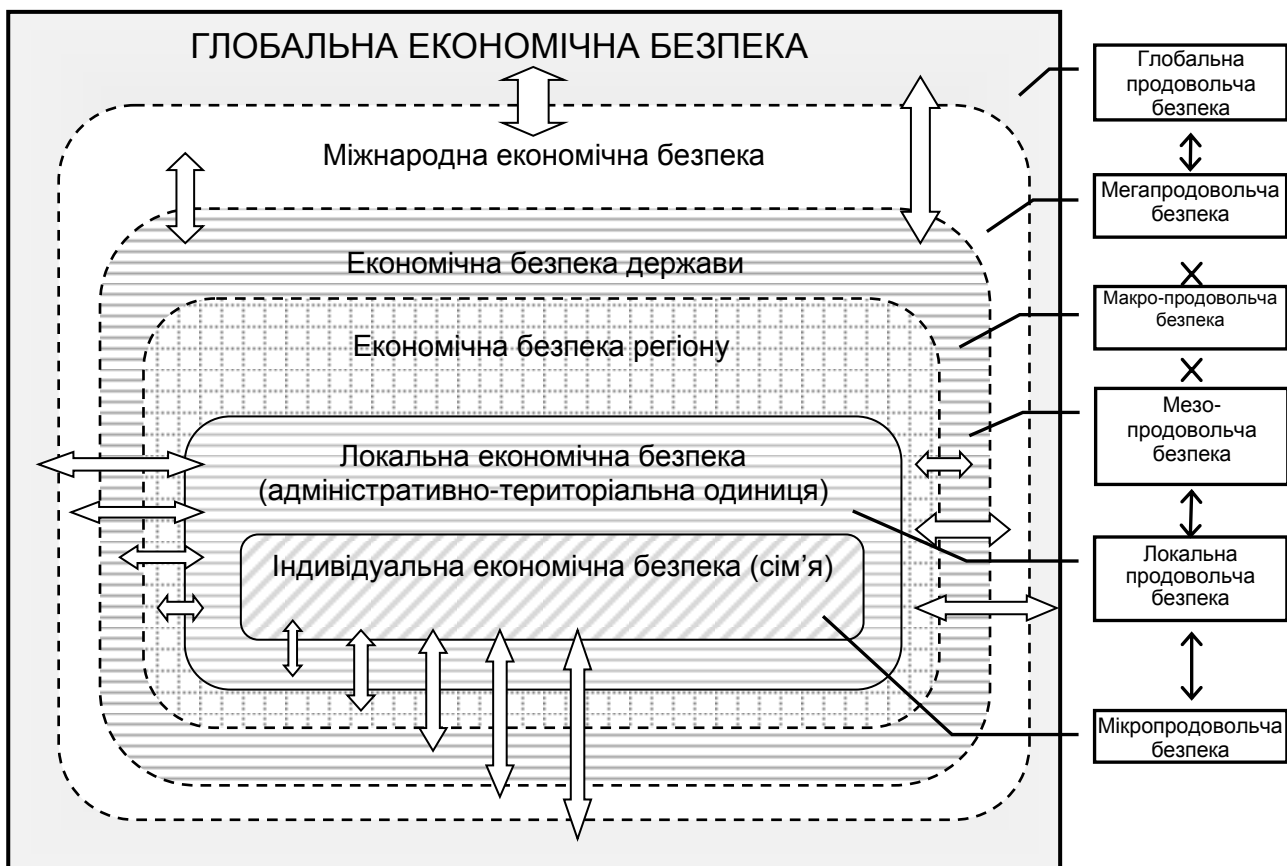 ГЛОБАЛЬНА ЕКОНОМІЧНА БЕЗПЕКА
Міжнародна економічна безпека
Економічна безпека держави
Економічна безпека регіону
Локальна економічна безпека
(адміністративно-територіальна одиниця)
Індивідуальна економічна безпека (сім’я)
Глобальна
продовольча
безпека
Мегапродовольча
безпека
Макро-продовольча
безпека
Мезо-
продовольча
безпека
Локальна
продовольча
безпека
Мікропродовольча
безпека